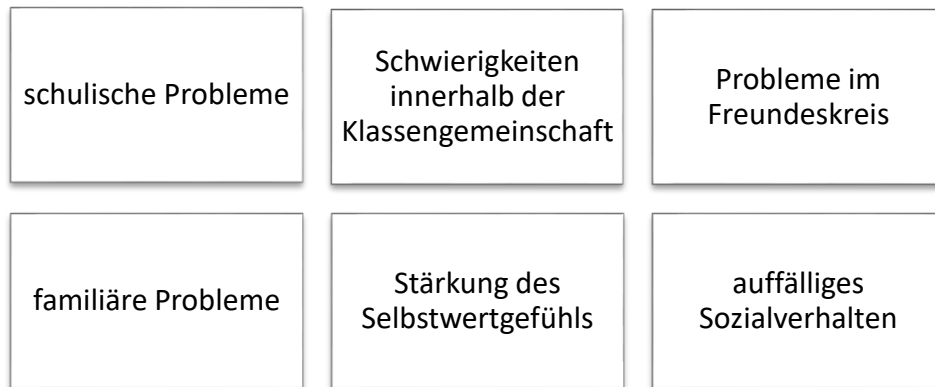 schulische Probleme
Schwierigkeiten
innerhalb der
Klassengemeinschaft
Probleme im
Freundeskreis
familiäre Probleme
Stärkung des
Selbstwertgefühls
auffälliges
Sozialverhalten